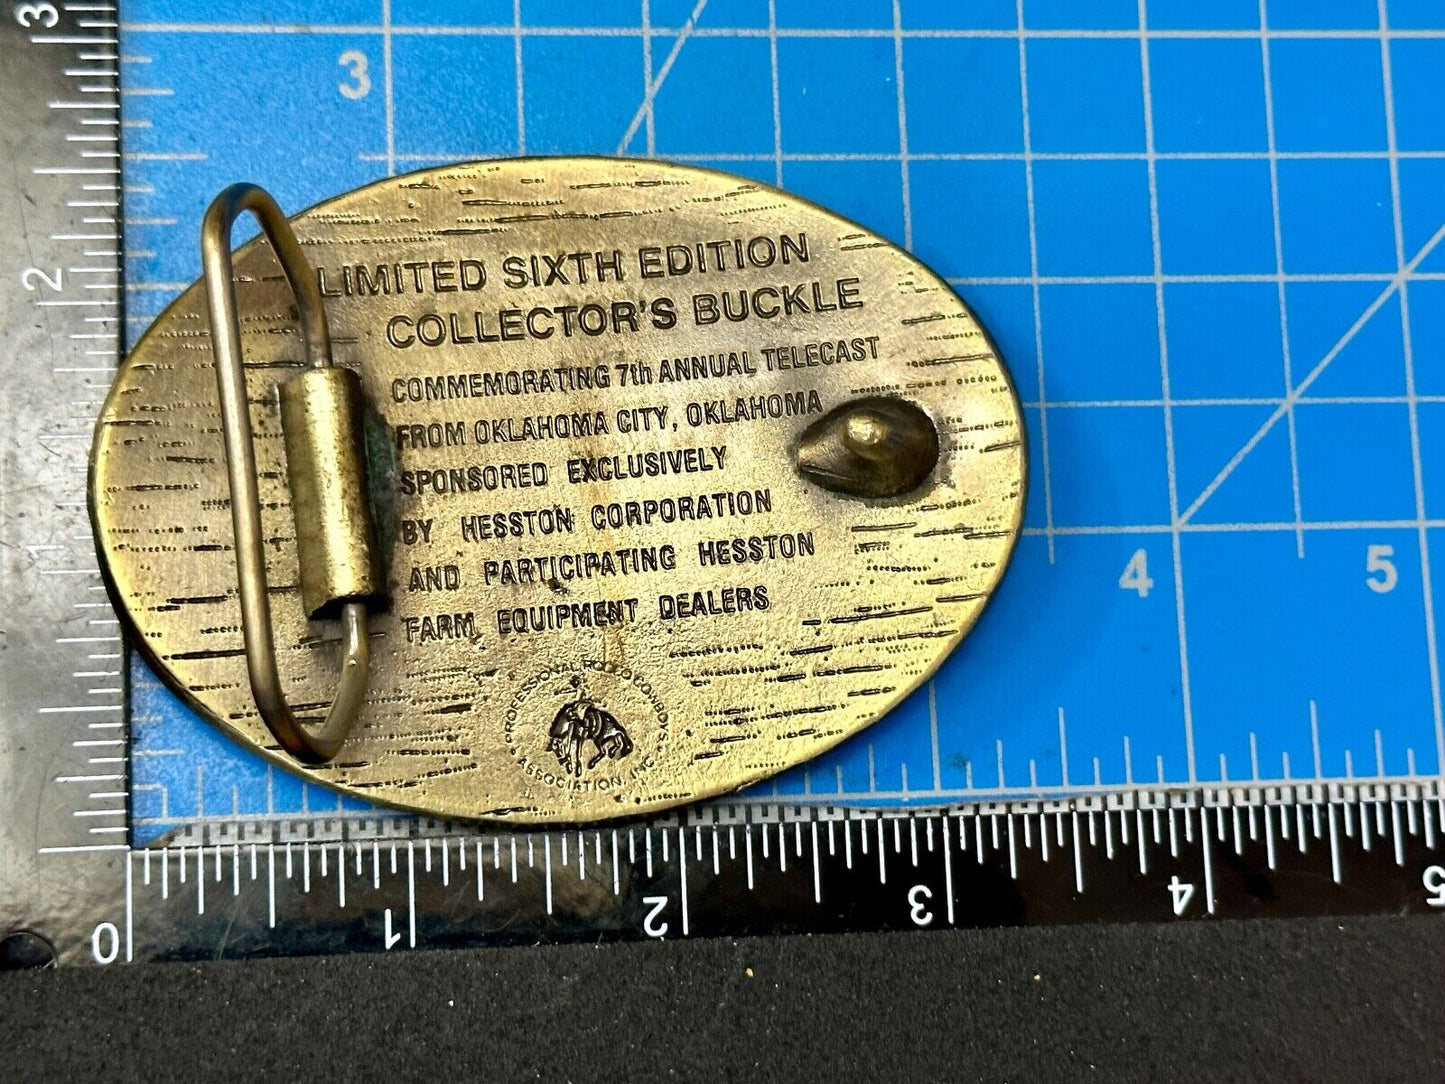 LIMITED SIXTH EDITION
COLLECTOR'S BUCKLE
COMMEMORATING 7th ANNUAL TELECAST
FROM OKLAHOMA CITY, OKLAHOMA
SPONSORED EXCLUSIVELY
BY HESSTON CORPORATION
AND PARTICIPATING HESSTON
FARM EQUIPMENT DEALERS
PROFESSIONAL RODEO COWBOYS
ASSOCIATION, INC.
3
4
5
3
2
1
0
1
2
3
4
5